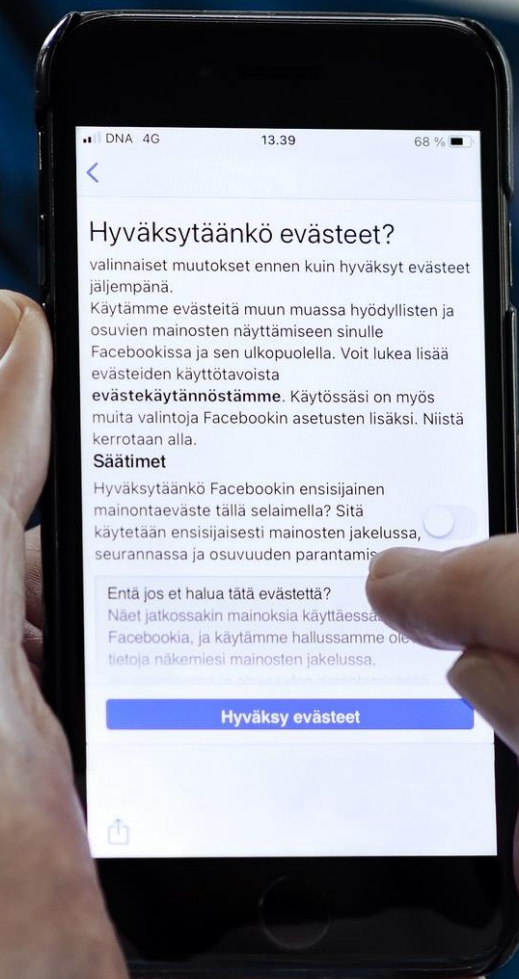 DNA 4G 13.39 68 %
Hyväksytäänkö evästeet?
valinnaiset muutokset ennen kuin hyväksyt evästeet
jäljempänä.
Käytämme evästeitä muun muassa hyödyllisten ja
osuvien mainosten näyttämiseen sinulle
Facebookissa ja sen ulkopuolella. Voit lukea lisää
evästeiden käyttötavoista
evästekäytännöstämme. Käytössäsi on myös
muita valintoja Facebookin asetusten lisäksi. Niistä
kerrotaan alla.
Säätimet
Hyväksytäänkö Facebookin ensisijainen
mainontaeväste tällä selaimella? Sitä
käytetään ensisijaisesti mainosten jakelussa,
seurannassa ja osuvuuden
Entä jos et halua tätä evästettä?
Näet jatkossakin mainoksia
Facebookia, ja käytämme hallussamme
tietoja näkemiesi mainosten jakelussa,
Hyväksy evästeet